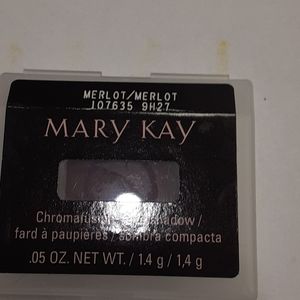 MERLOT/MERLOT
107635 9H27
MARY KAY
Chromafusion shadow /
fard à paupières / sombra compacta
.05 OZ. NET WT. / 1.4 g / 1,4 g